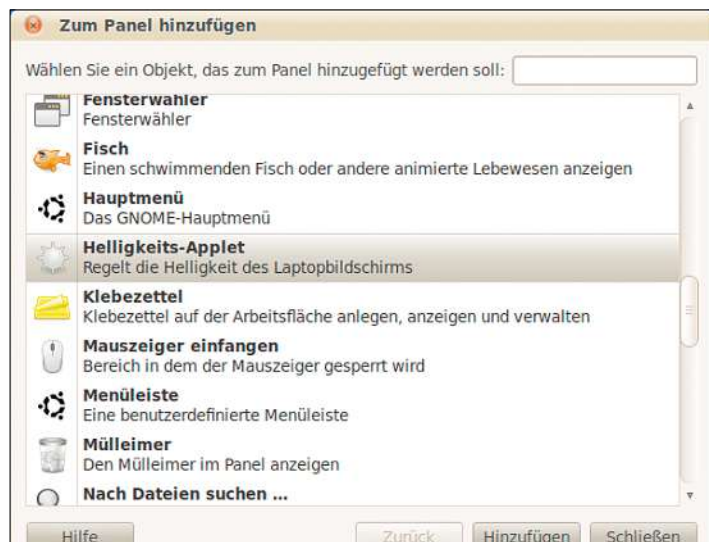 Zum Panel hinzufügen
Wählen Sie ein Objekt, das zum Panel hinzugefügt werden soll:
Fensterwähler
Fensterwähler
Fisch
Einen schwimmenden Fisch oder andere animierte Lebewesen anzeigen
Hauptmenü
Das GNOME-Hauptmenü
Helligkeits-Applet
Regelt die Helligkeit des Laptopbildschirms
Klebezettel
Klebezettel auf der Arbeitsfläche anlegen, anzeigen und verwalten
Mauszeiger einfangen
Bereich in dem der Mauszeiger gesperrt wird
Menüleiste
Eine benutzerdefinierte Menüleiste
Mülleimer
Den Mülleimer im Panel anzeigen
Nach Dateien suchen ...
Hilfe Zurück Hinzufügen Schließen